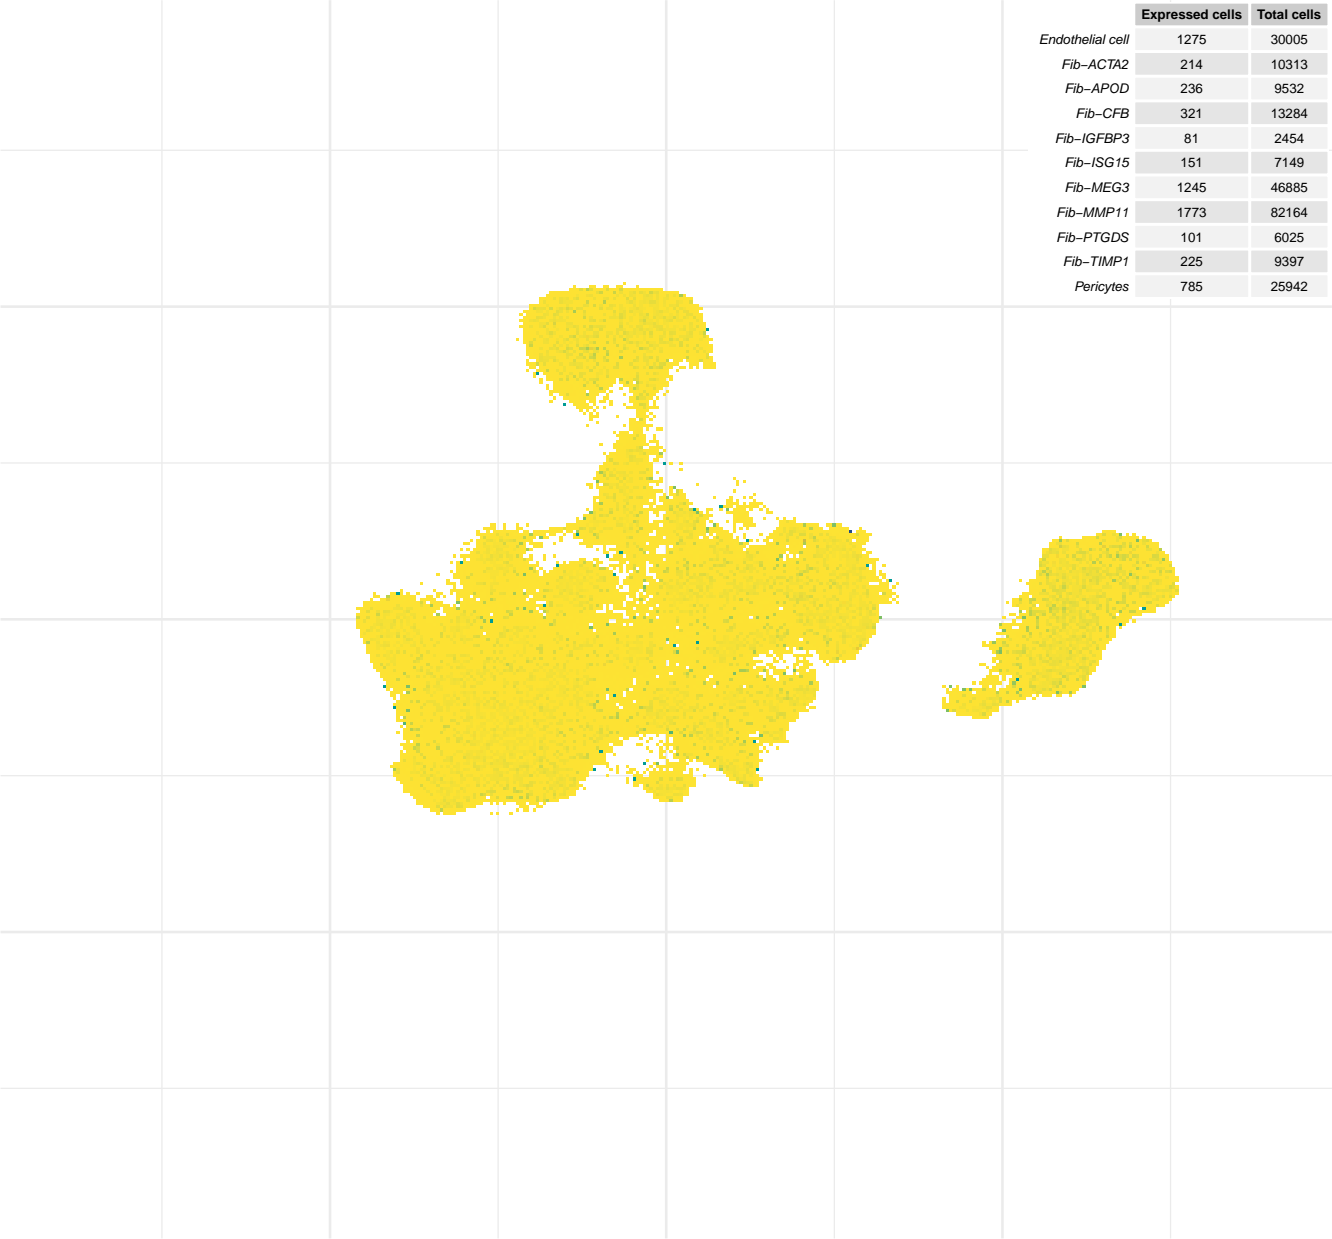 Expressed cells Total cells
Endothelial cell 1275 30005
Fib−ACTA2 214 10313
Fib−APOD 236 9532
Fib−CFB 321 13284
Fib−IGFBP3 81 2454
Fib−ISG15 151 7149
Fib−MEG3 1245 46885
Fib−MMP11 1773 82164
Fib−PTGDS 101 6025
Fib−TIMP1 225 9397
Pericytes 785 25942